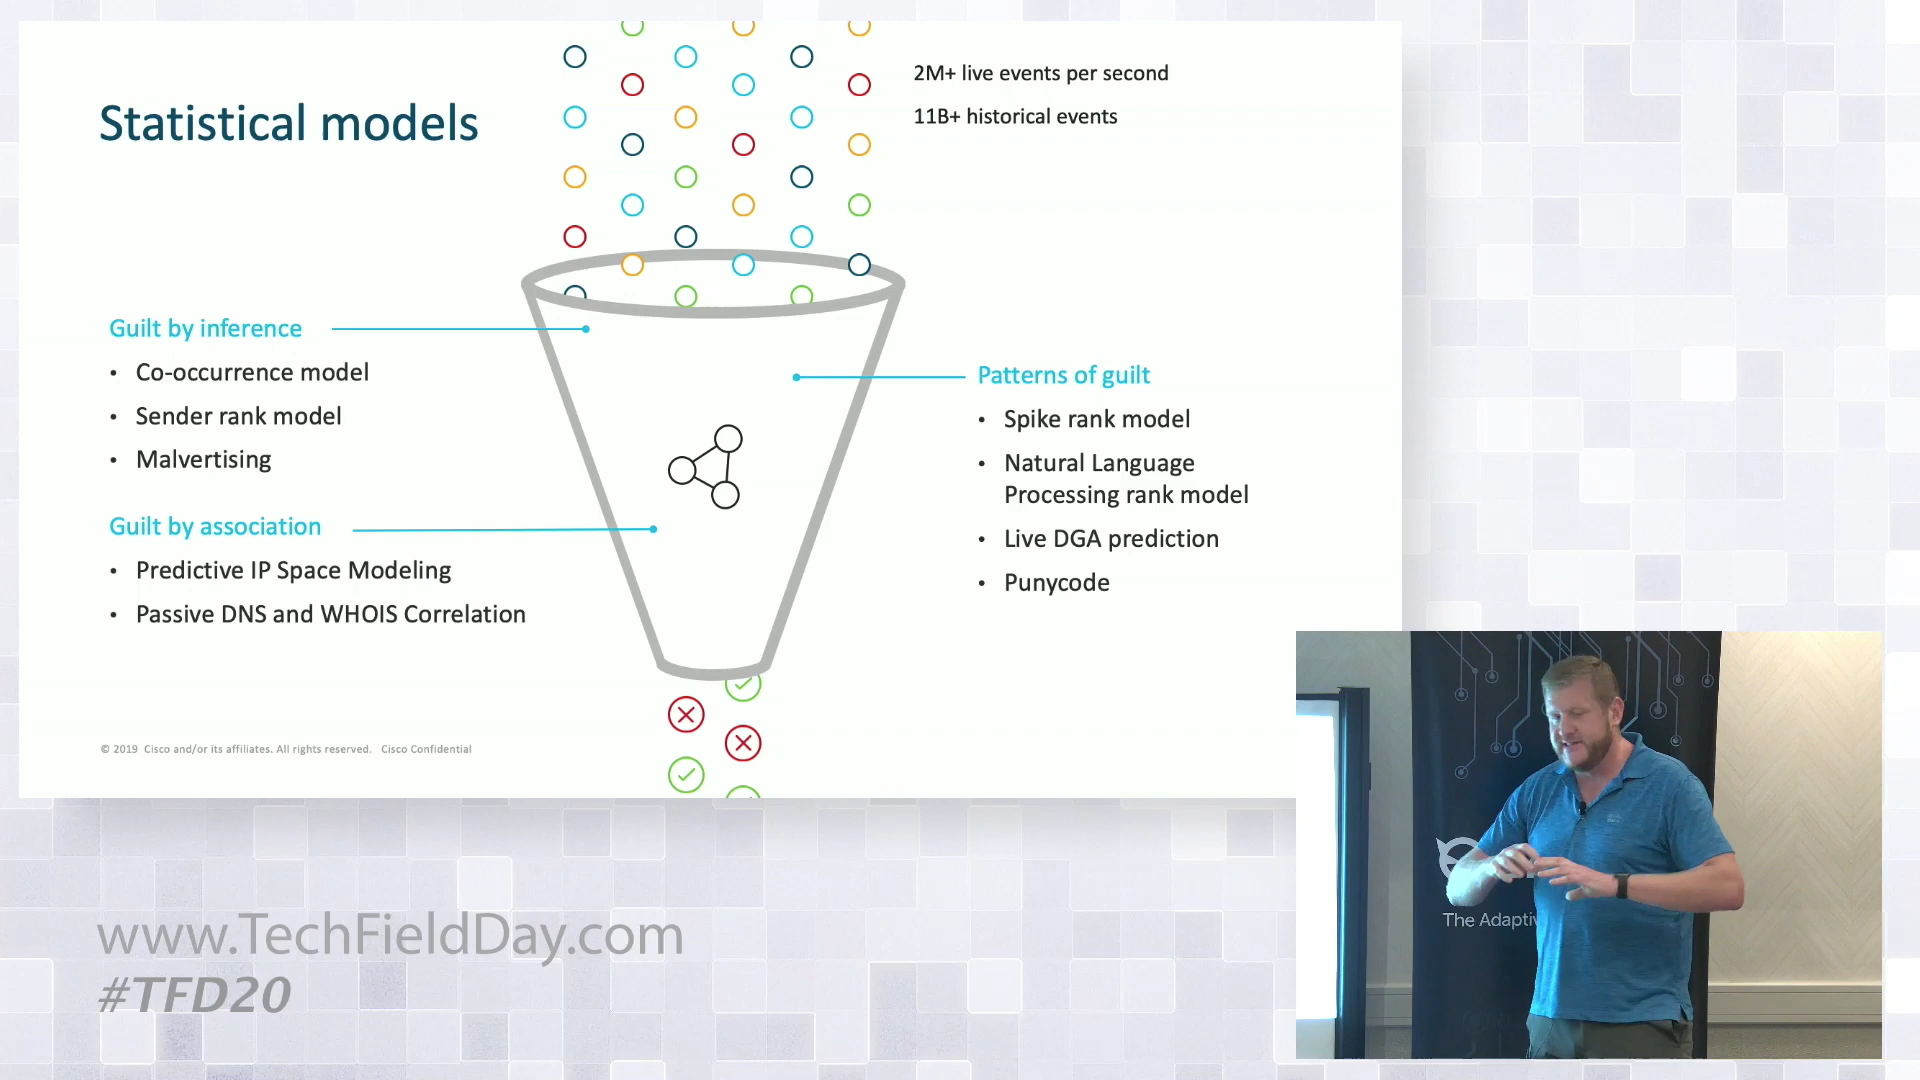 Statistical models
2M+ live events per second
11B+ historical events
Guilt by inference
• Co-occurrence model
• Sender rank model
• Malvertising
Guilt by association
• Predictive IP Space Modeling
• Passive DNS and WHOIS Correlation
Patterns of guilt
• Spike rank model
• Natural Language
Processing rank model
• Live DGA prediction
• Punycode
© 2019 Cisco and/or its affiliates. All rights reserved. Cisco Confidential
The Adaptiv
www.TechFieldDay.com
#TFD20